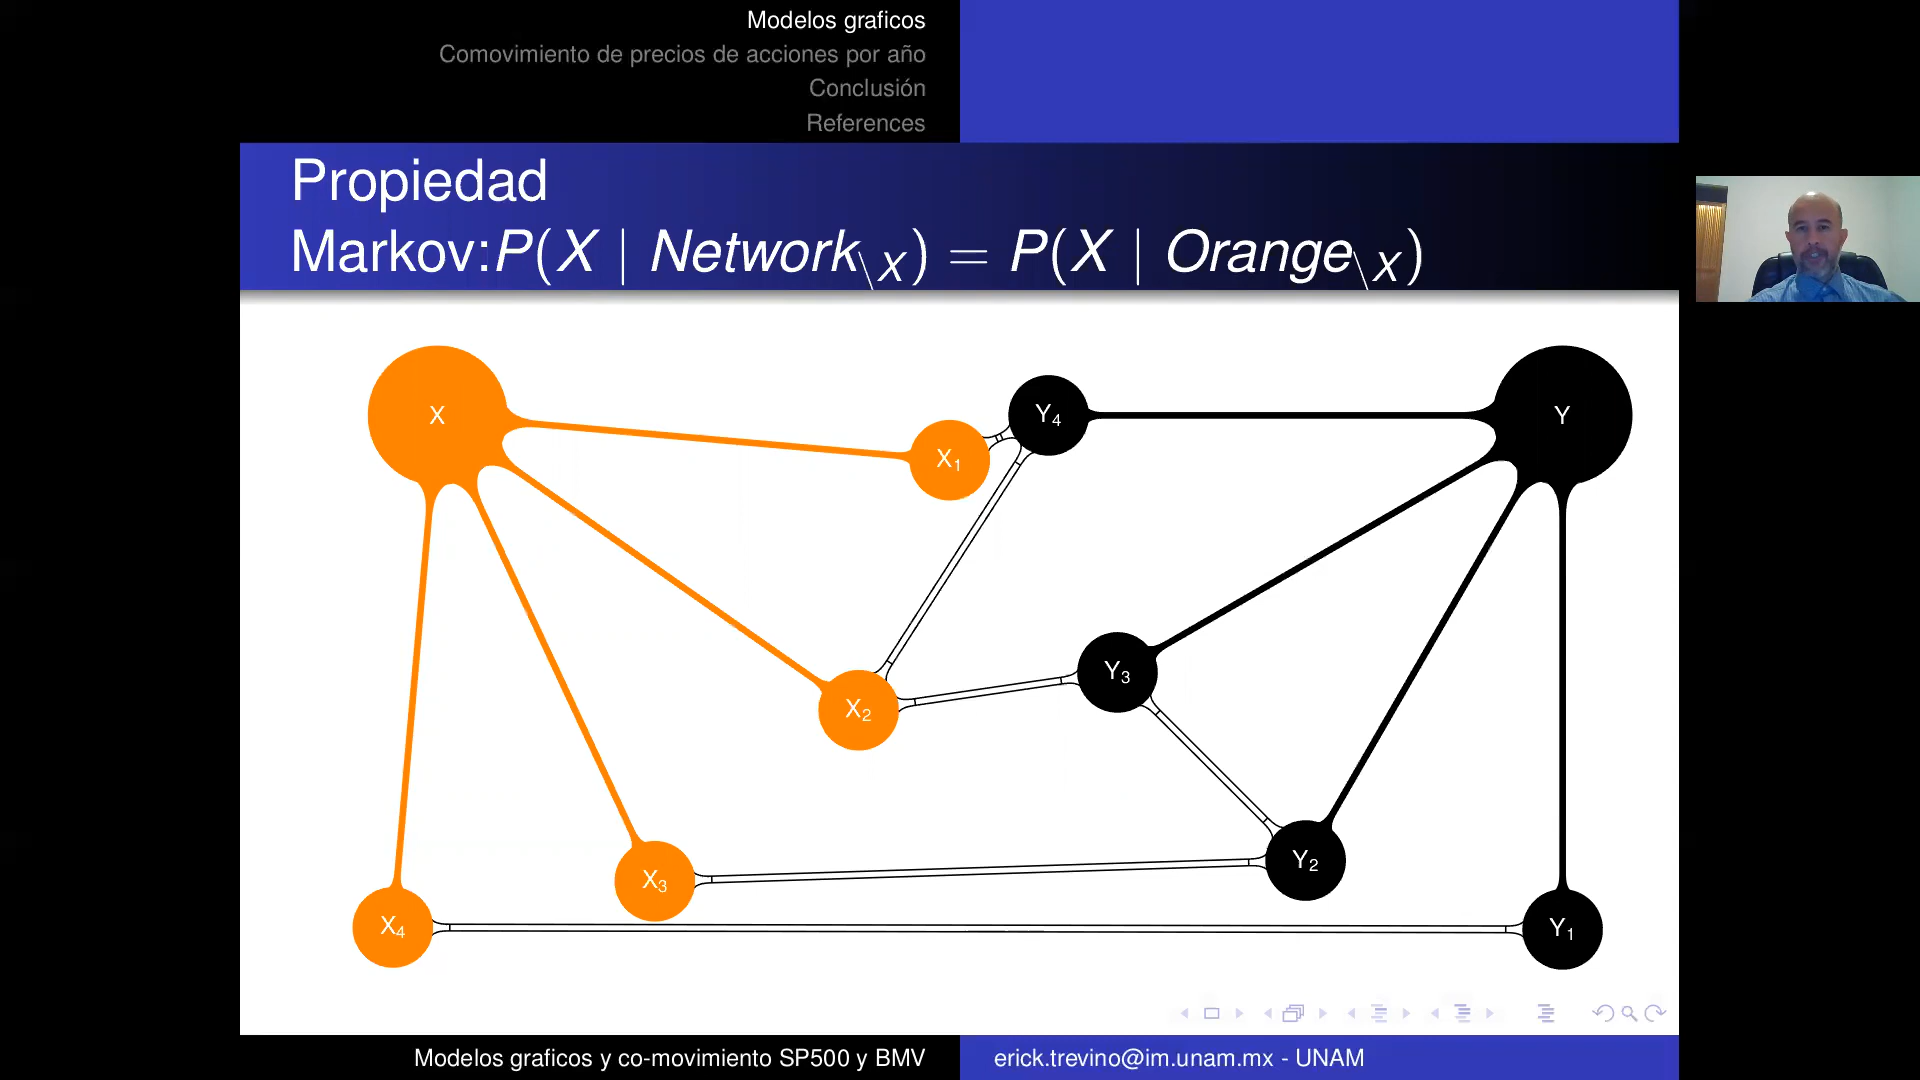 Modelos graficos
Comovimiento de precios de acciones por año
Conclusión
References
Propiedad
Markov:P(X | Network\X) = P(X | Orange\X)
X
X1
Y4
Y
X2
Y3
X3
Y2
X4
Y1
Modelos graficos y co-movimiento SP500 y BMV
erick.trevino@im.unam.mx - UNAM